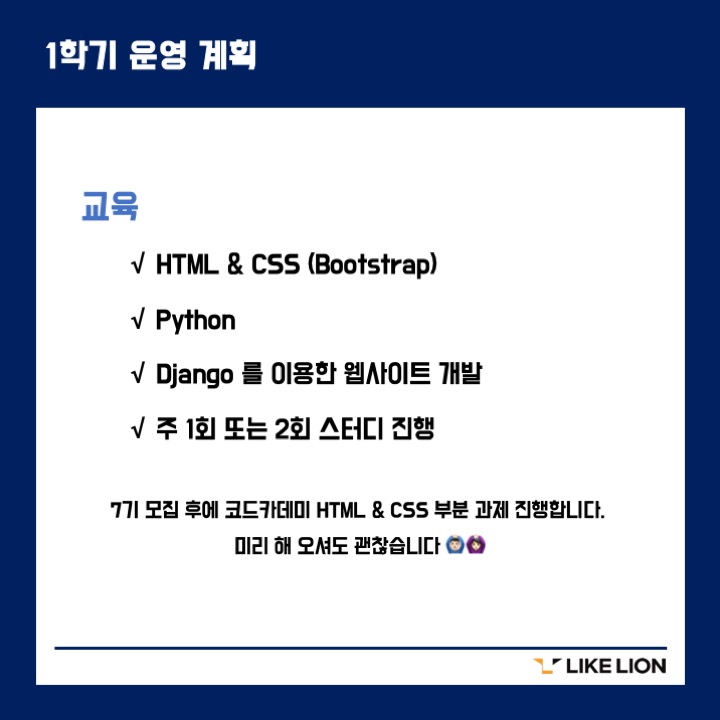 1학기 운영 계획
교육
√ HTML & CSS (Bootstrap)
√ Python
√ Django 를 이용한 웹사이트 개발
√ 주 1회 또는 2회 스터디 진행
7기 모집 후에 코드카데미 HTML & CSS 부분 과제 진행합니다.
미리 해 오셔도 괜찮습니다 🙆🏻‍♂️🙆🏻‍♀️
LIKE LION